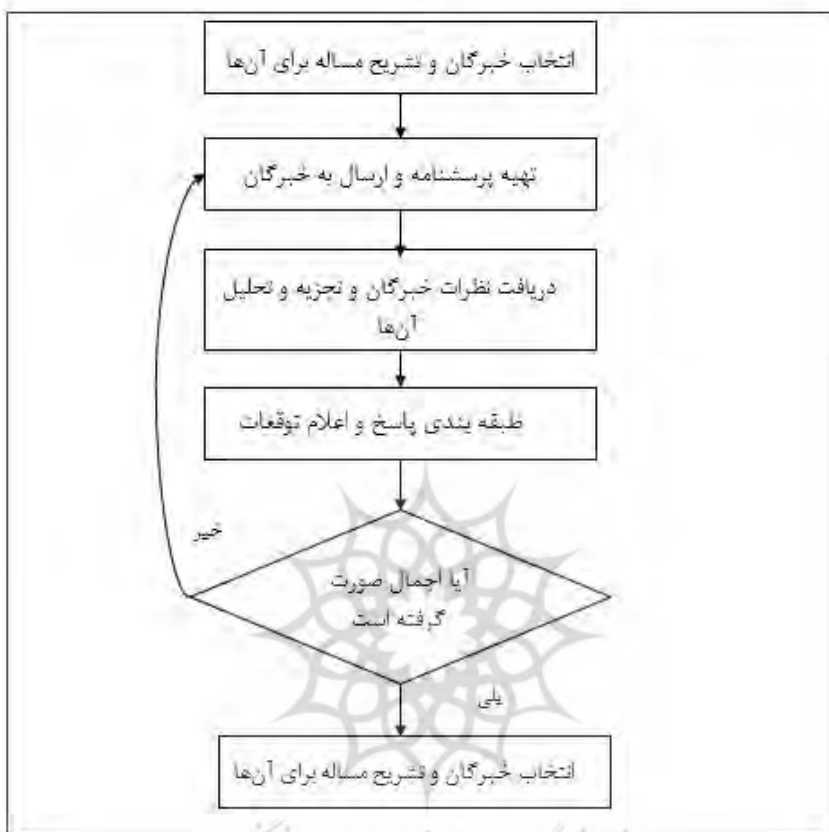 انتخاب خبرگان و تشریح مساله برای آن‌ها
تهیه پرسشنامه و ارسال به خبرگان
دریافت نظرات خبرگان و تجزیه و تحلیل
آن‌ها
طبقه بندی پاسخ و اعلام توقعات
خیر
آیا اجمال صورت
گرفته است
بلی
انتخاب خبرگان و تشریح مساله برای آن‌ها